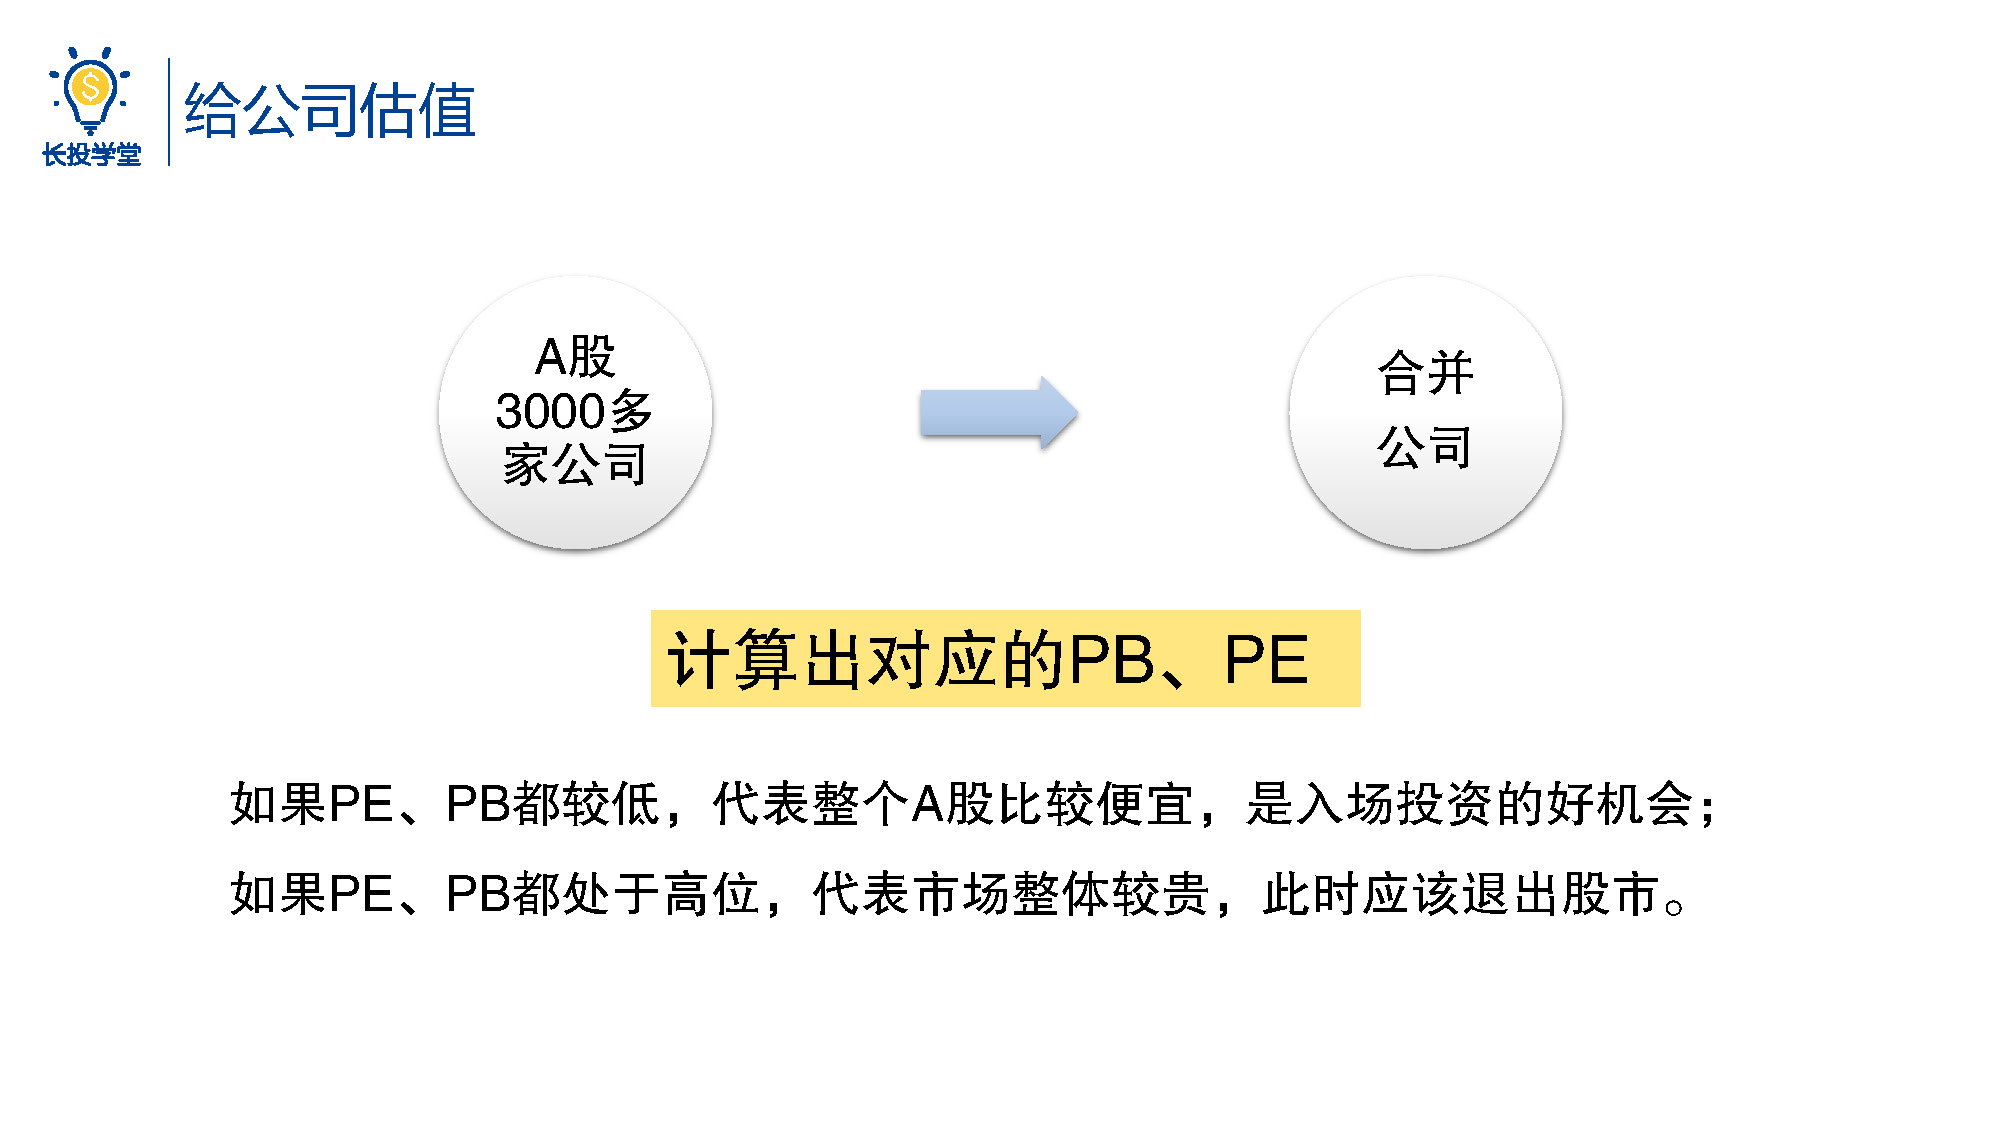 长投学堂
给公司估值
A股
3000多
家公司
合并
公司
计算出对应的PB、PE
如果PE、PB都较低，代表整个A股比较便宜，是入场投资的好机会；
如果PE、PB都处于高位，代表市场整体较贵，此时应该退出股市。